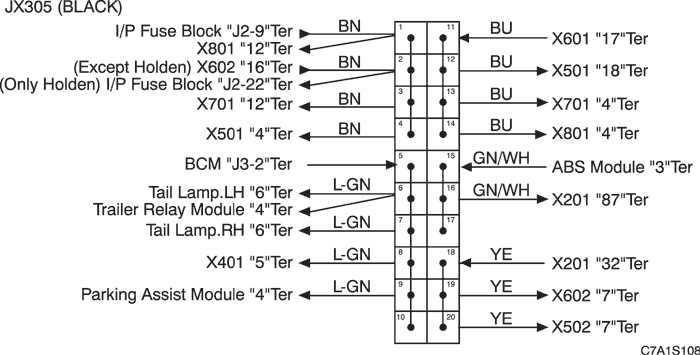 JX305 (BLACK)
I/P Fuse Block "J2-9"Ter BN 1 11 BU X601 "17"Ter
X801 "12"Ter
(Except Holden) X602 "16"Ter BN 2 12 BU X501 "18"Ter
(Only Holden) I/P Fuse Block "J2-22"Ter
X701 "12"Ter BN 3 13 BU X701 "4"Ter
X501 "4"Ter BN 4 14 BU X801 "4"Ter
BCM "J3-2"Ter 5 15 GN/WH ABS Module "3"Ter
Tail Lamp.LH "6"Ter L-GN 6 16 GN/WH X201 "87"Ter
Trailer Relay Module "4"Ter
Tail Lamp.RH "6"Ter L-GN 7 17
X401 "5"Ter L-GN 8 18 YE X201 "32"Ter
Parking Assist Module "4"Ter L-GN 9 19 YE X602 "7"Ter
10 20 YE X502 "7"Ter
C7A1S108